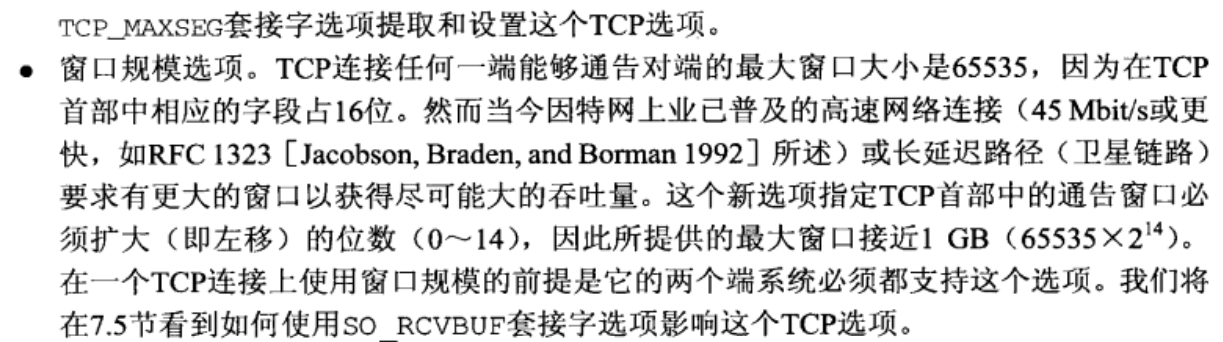 TCP_MAXSEG套接字选项提取和设置这个TCP选项。
● 窗口规模选项。TCP连接任何一端能够通告对端的最大窗口大小是65535，因为在TCP
首部中相应的字段占16位。然而当今因特网上业已普及的高速网络连接（45 Mbit/s或更
快，如RFC 1323［Jacobson, Braden, and Borman 1992］所述）或长延迟路径（卫星链路）
要求有更大的窗口以获得尽可能大的吞吐量。这个新选项指定TCP首部中的通告窗口必
须扩大（即左移）的位数（0～14），因此所提供的最大窗口接近1 GB（65535×2¹⁴）。
在一个TCP连接上使用窗口规模的前提是它的两个端系统必须都支持这个选项。我们将
在7.5节看到如何使用SO_RCVBUF套接字选项影响这个TCP选项。